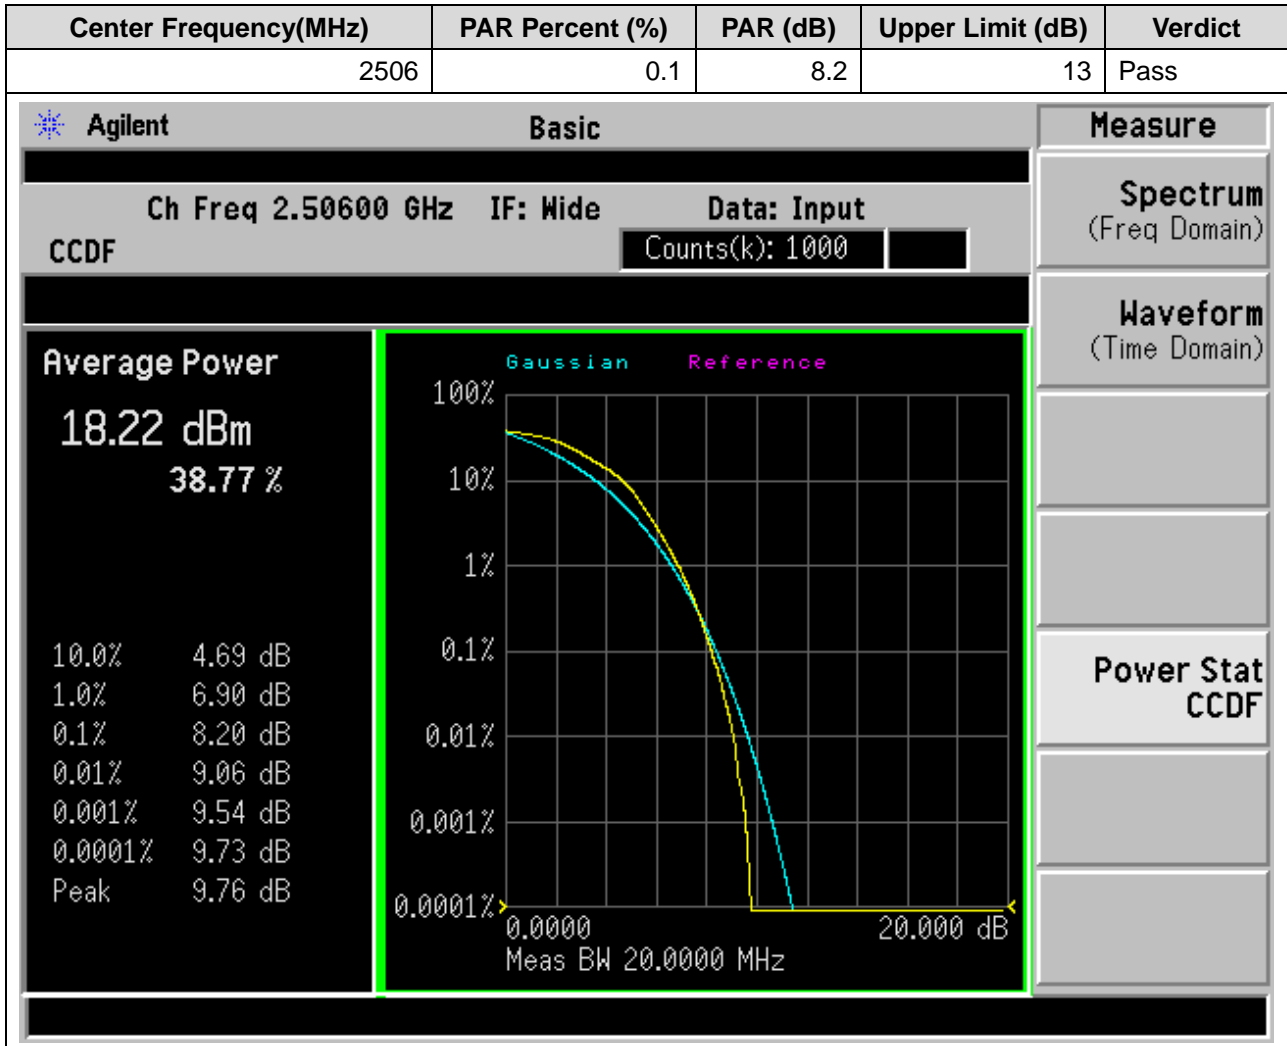 Center Frequency(MHz) PAR Percent (%) PAR (dB) Upper Limit (dB) Verdict
2506 0.1 8.2 13 Pass
Agilent Basic Measure
Ch Freq 2.50600 GHz IF: Wide Data: Input
CCDF Counts(k): 1000
Spectrum
(Freq Domain)
Waveform
(Time Domain)
Power Stat
CCDF
Average Power
18.22 dBm
38.77 %
10.0% 4.69 dB
1.0% 6.90 dB
0.1% 8.20 dB
0.01% 9.06 dB
0.001% 9.54 dB
0.0001% 9.73 dB
Peak 9.76 dB
Gaussian Reference
100%
10%
1%
0.1%
0.01%
0.001%
0.0001%
0.0000 20.000 dB
Meas BW 20.0000 MHz